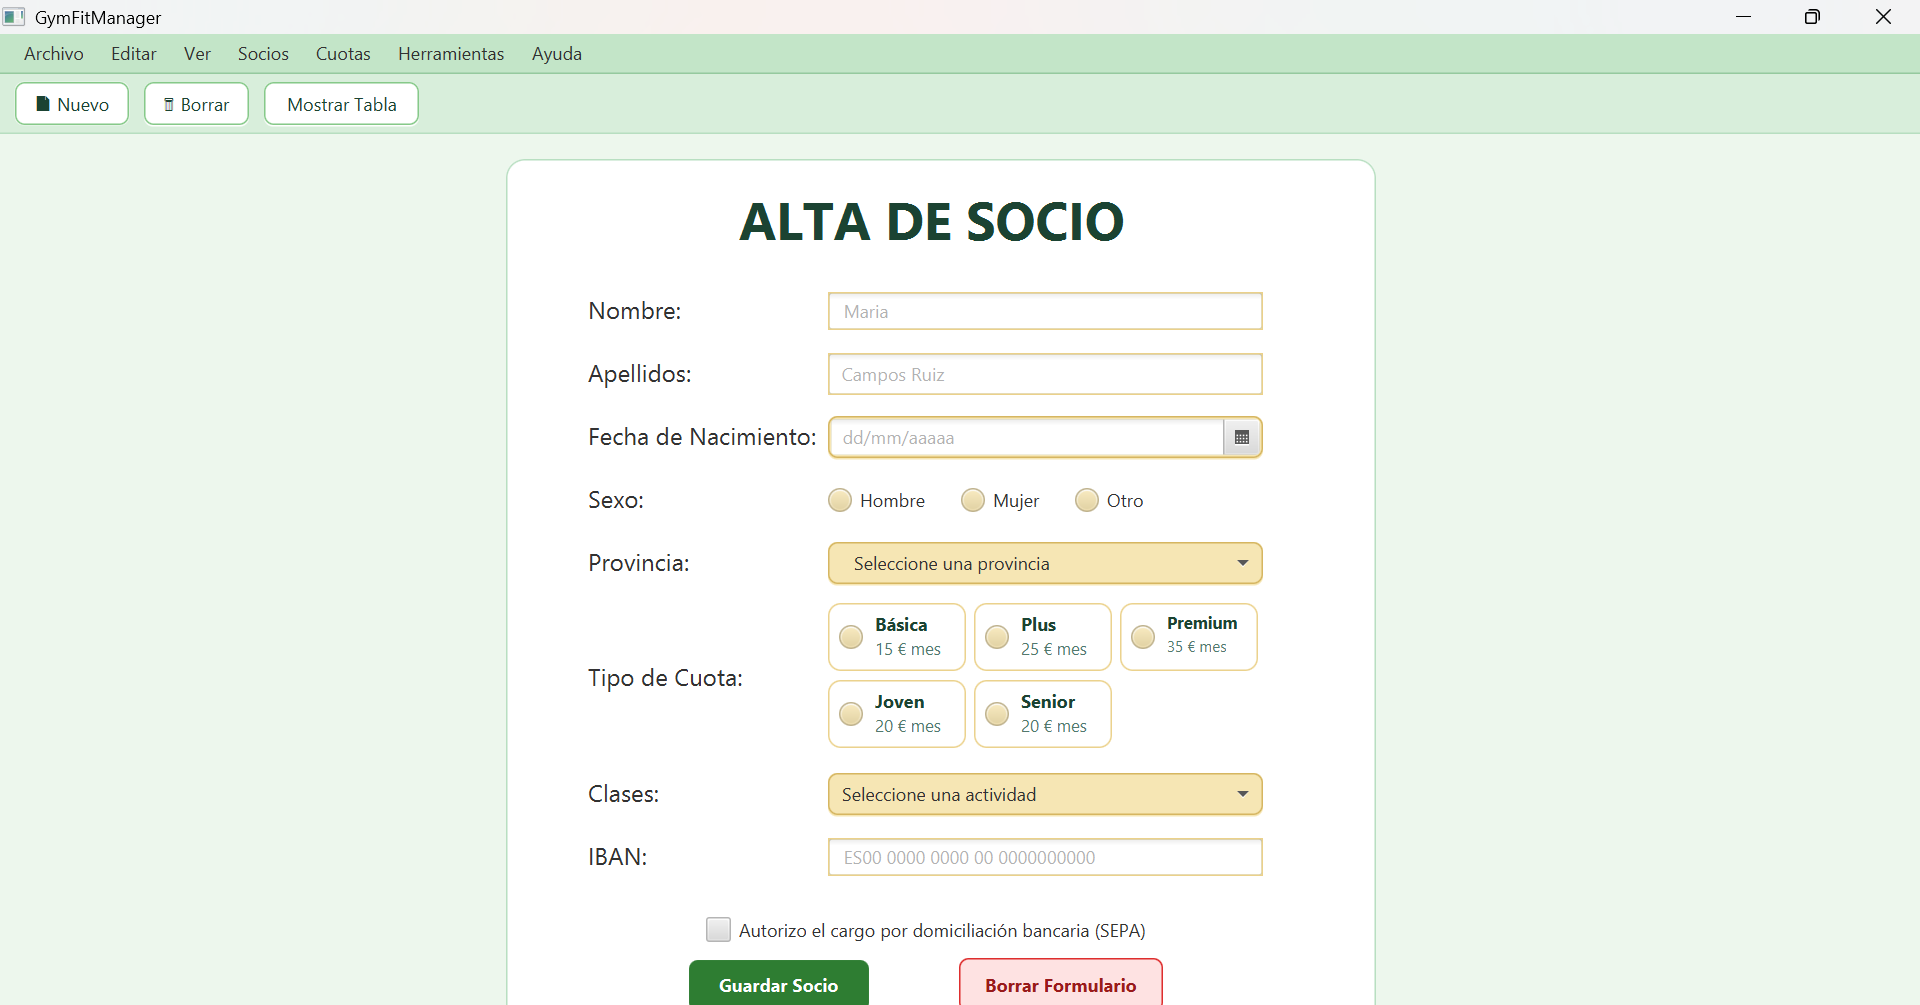 GymFitManager
Archivo Editar Ver Socios Cuotas Herramientas Ayuda
Nuevo Borrar Mostrar Tabla
ALTA DE SOCIO
Nombre: Maria
Apellidos: Campos Ruiz
Fecha de Nacimiento: dd/mm/aaaaa
Sexo: Hombre Mujer Otro
Provincia: Seleccione una provincia
Tipo de Cuota:
Básica Plus Premium
15 € mes 25 € mes 35 € mes
Joven Senior
20 € mes 20 € mes
Clases: Seleccione una actividad
IBAN: ES00 0000 0000 00 0000000000
Autorizo el cargo por domiciliación bancaria (SEPA)
Guardar Socio Borrar Formulario